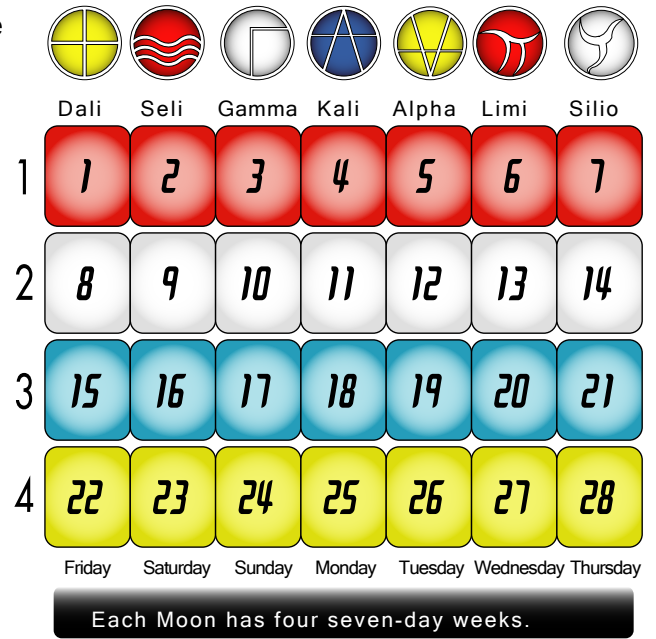 e
Dali Seli Gamma Kali Alpha Limi Silio
1 1 2 3 4 5 6 7
2 8 9 10 11 12 13 14
3 15 16 17 18 19 20 21
4 22 23 24 25 26 27 28
Friday Saturday Sunday Monday Tuesday Wednesday Thursday
Each Moon has four seven-day weeks.